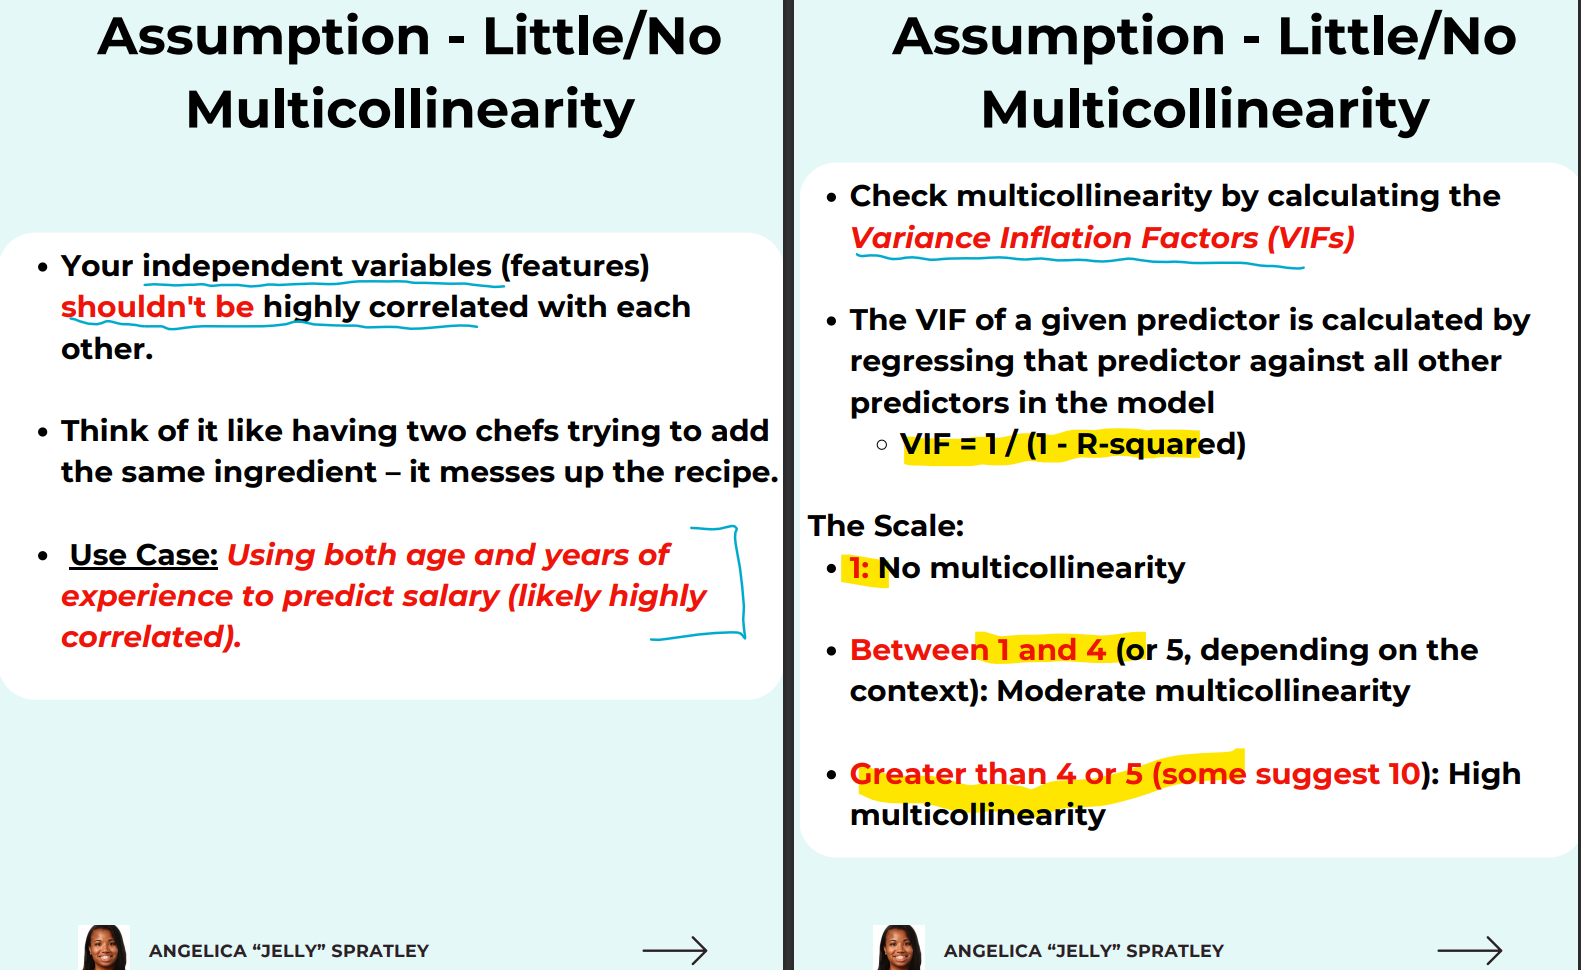 Assumption - Little/No
Multicollinearity
• Your independent variables (features)
shouldn't be highly correlated with each
other.
• Think of it like having two chefs trying to add
the same ingredient – it messes up the recipe.
• Use Case: Using both age and years of
experience to predict salary (likely highly
correlated).
ANGELICA “JELLY” SPRATLEY
Assumption - Little/No
Multicollinearity
• Check multicollinearity by calculating the
Variance Inflation Factors (VIFs)
• The VIF of a given predictor is calculated by
regressing that predictor against all other
predictors in the model
○ VIF = 1 / (1 - R-squared)
The Scale:
• 1: No multicollinearity
• Between 1 and 4 (or 5, depending on the
context): Moderate multicollinearity
• Greater than 4 or 5 (some suggest 10): High
multicollinearity
ANGELICA “JELLY” SPRATLEY